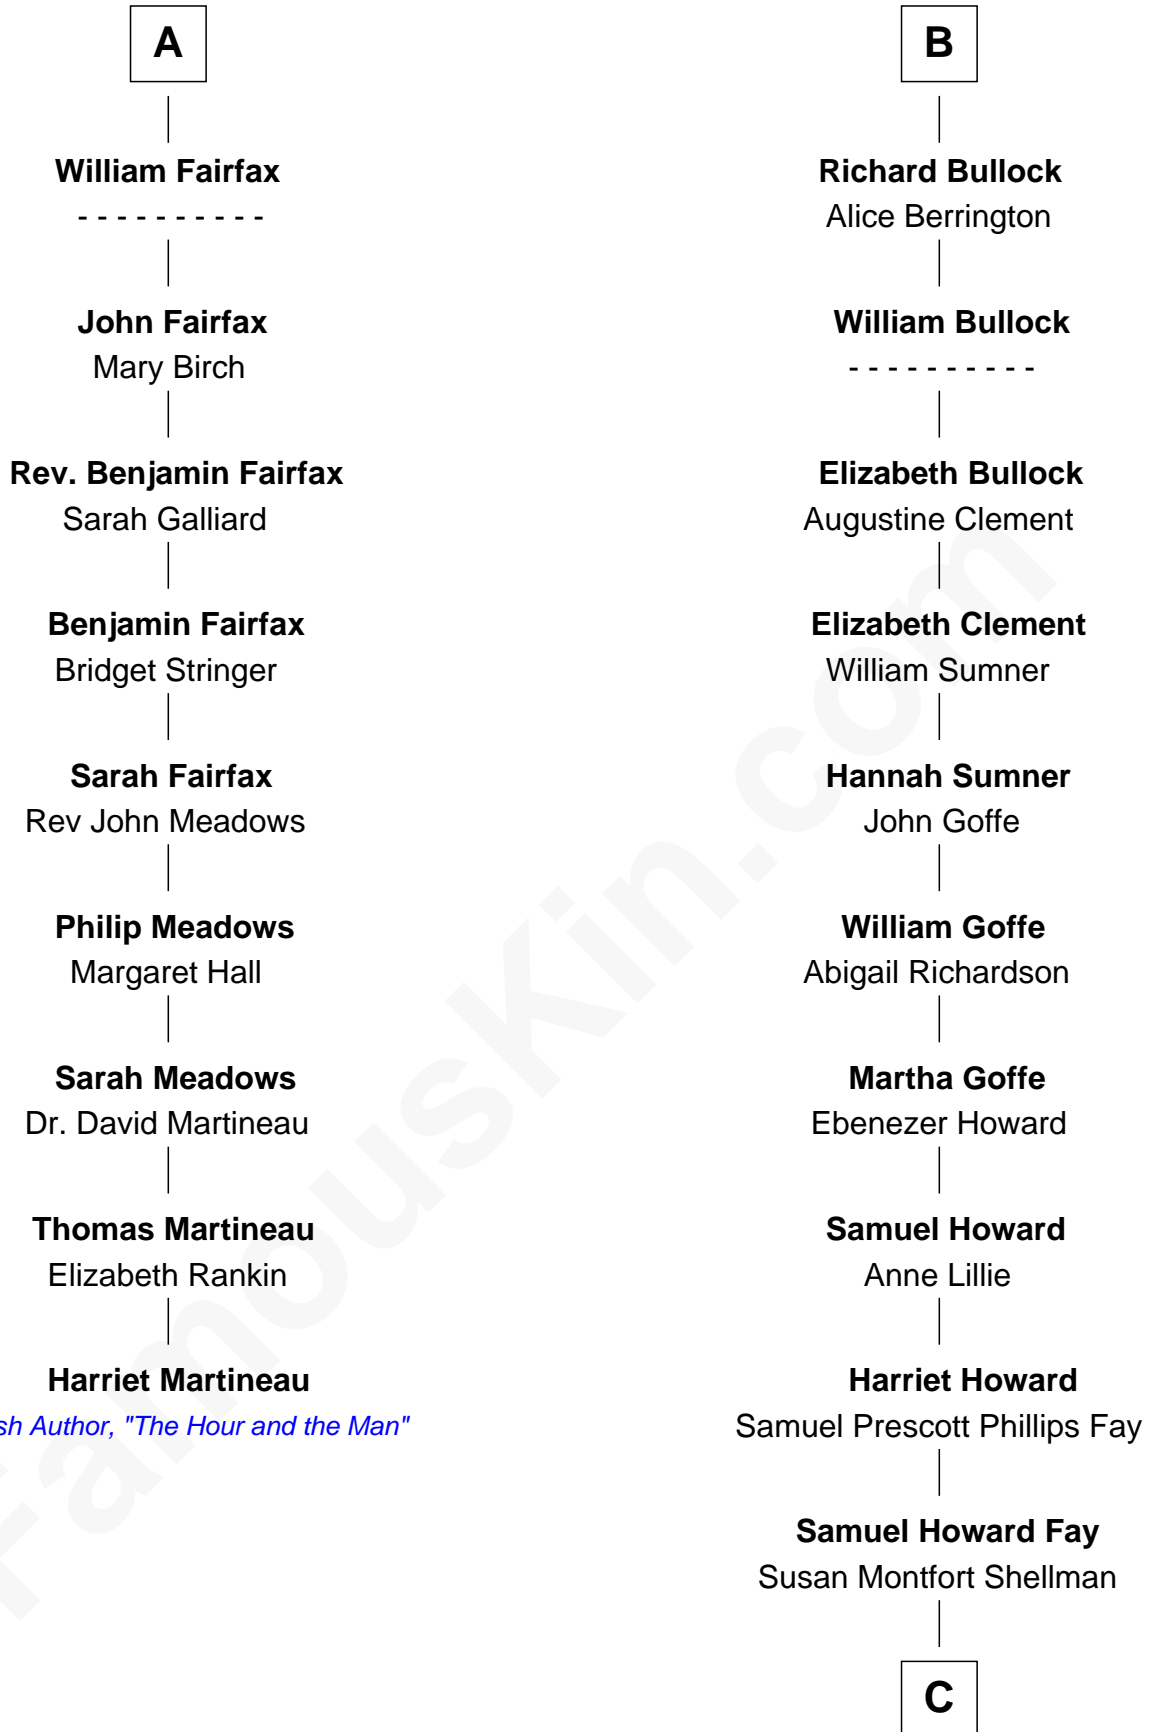 A
William Fairfax
- - - - - - - - - -
John Fairfax
Mary Birch
Rev. Benjamin Fairfax
Sarah Galliard
Benjamin Fairfax
Bridget Stringer
Sarah Fairfax
Rev John Meadows
Philip Meadows
Margaret Hall
Sarah Meadows
Dr. David Martineau
Thomas Martineau
Elizabeth Rankin
Harriet Martineau
sh Author, "The Hour and the Man"
B
Richard Bullock
Alice Berrington
William Bullock
- - - - - - - - - -
Elizabeth Bullock
Augustine Clement
Elizabeth Clement
William Sumner
Hannah Sumner
John Goffe
William Goffe
Abigail Richardson
Martha Goffe
Ebenezer Howard
Samuel Howard
Anne Lillie
Harriet Howard
Samuel Prescott Phillips Fay
Samuel Howard Fay
Susan Montfort Shellman
C
FamousKin.com